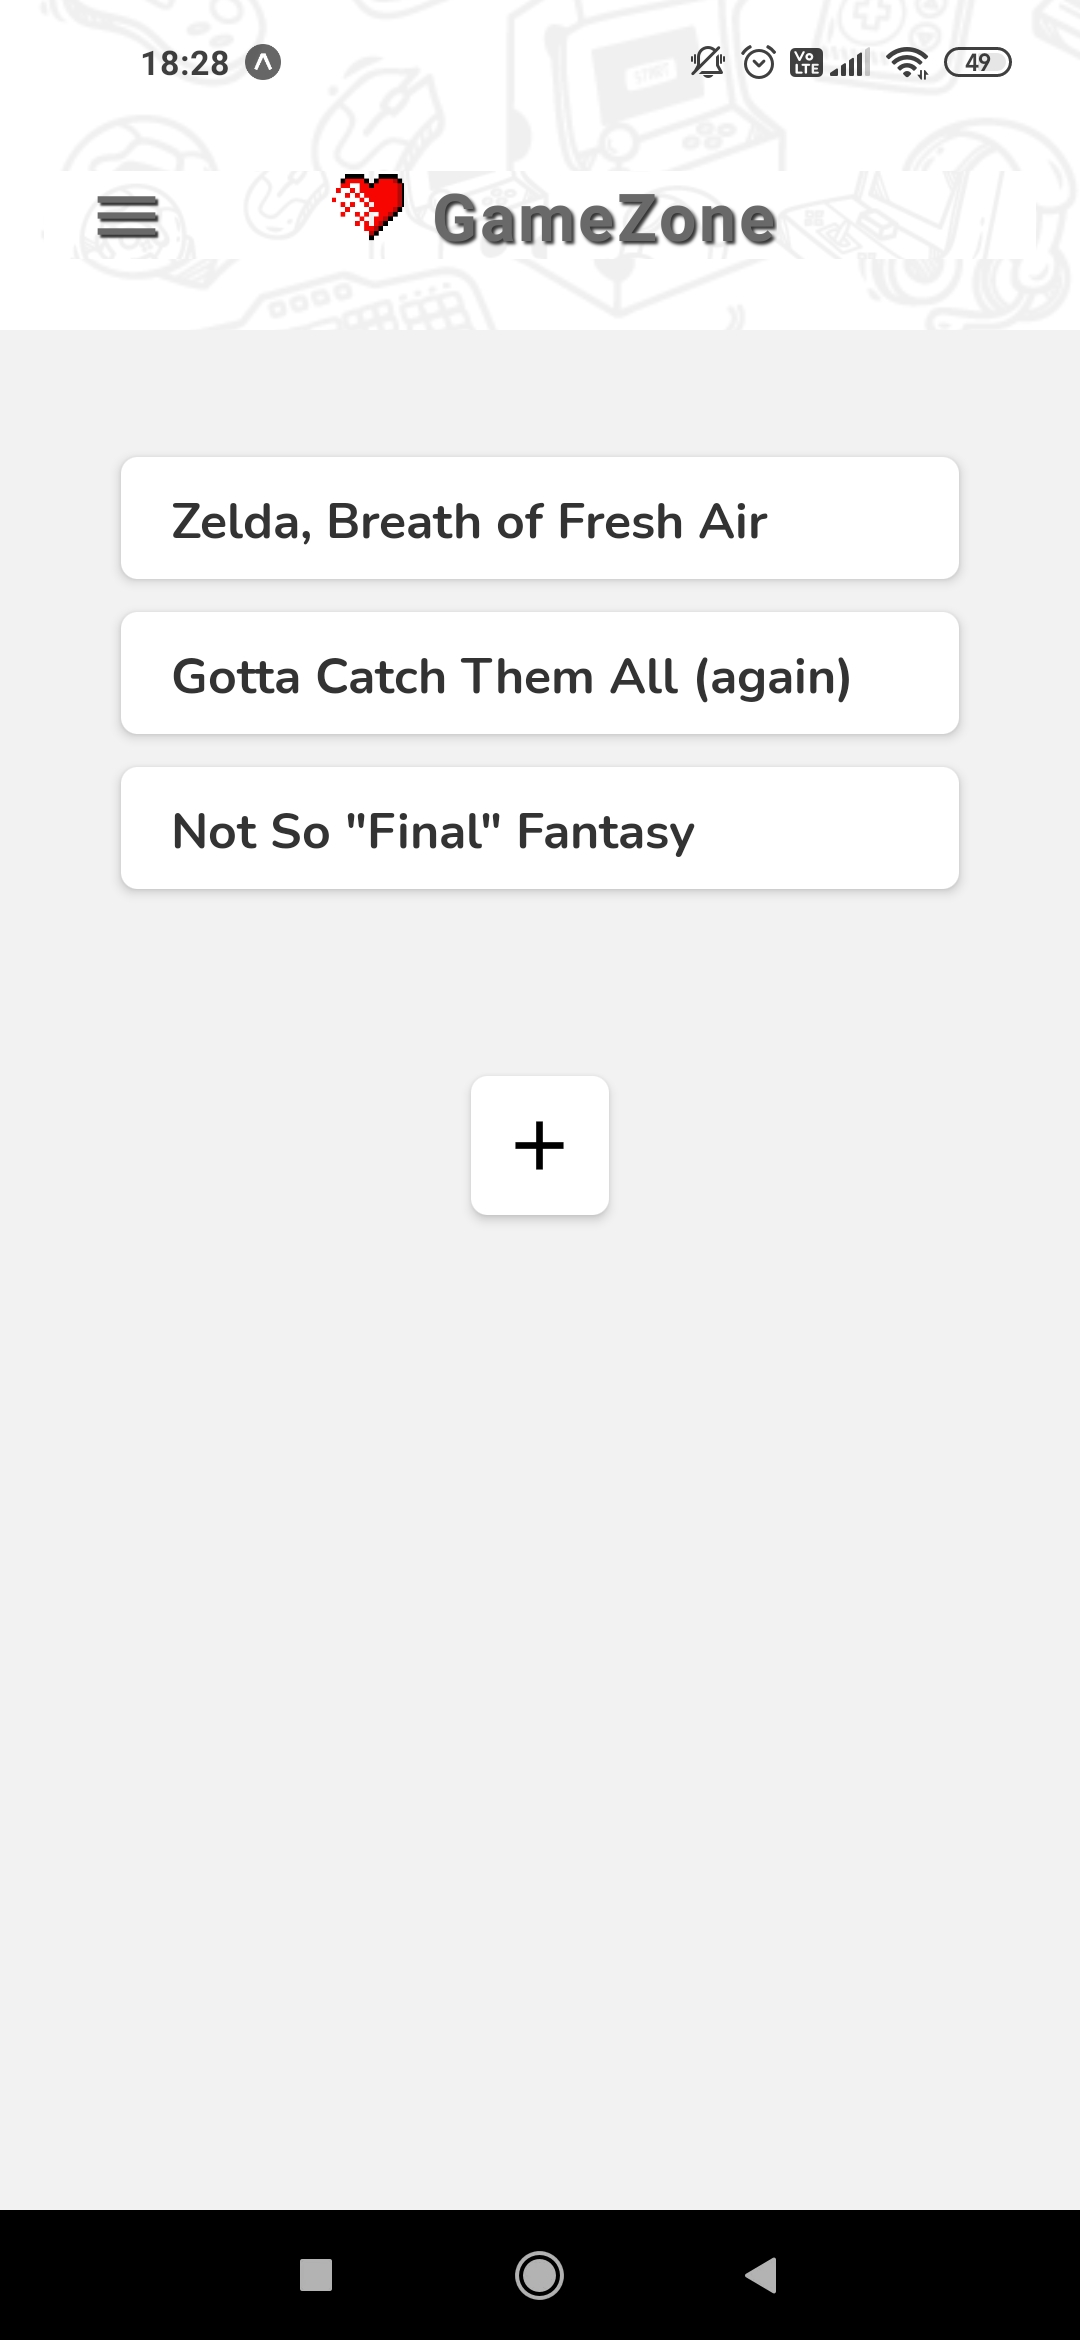 18:28
Vo
LTE
49
START
GameZone
Zelda, Breath of Fresh Air
Gotta Catch Them All (again)
Not So "Final" Fantasy